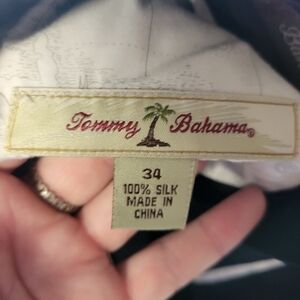 Tommy Bahama®
34
100% SILK
MADE IN
CHINA